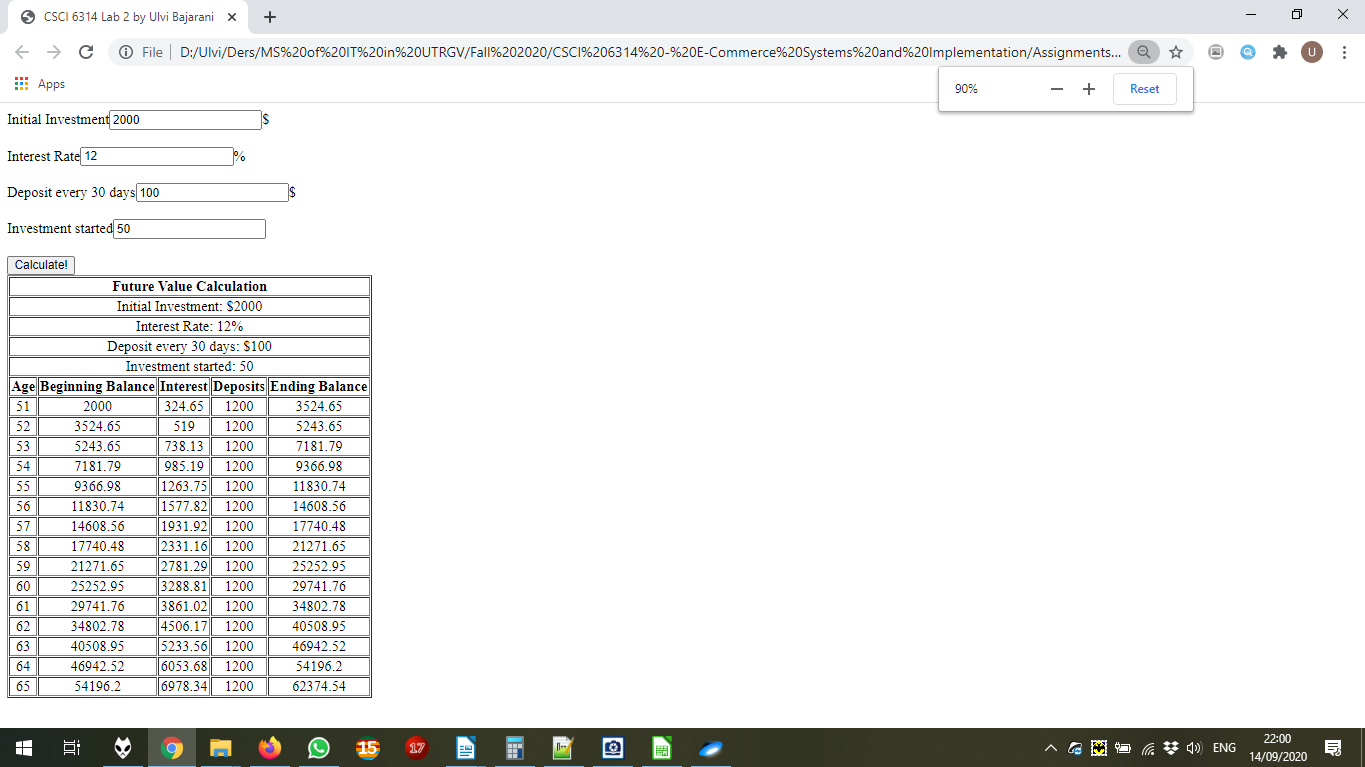 CSCI 6314 Lab 2 by Ulvi Bajarani
File D:/Ulvi/Ders/MS%20of%20IT%20in%20UTRGV/Fall%202020/CSCI%206314%20-%20E-Commerce%20Systems%20and%20Implementation/Assignments... U
Apps
90% Reset
Initial Investment 2000 $
Interest Rate 12 %
Deposit every 30 days 100 $
Investment started 50
Calculate!
Future Value Calculation
Initial Investment: $2000
Interest Rate: 12%
Deposit every 30 days: $100
Investment started: 50
Age Beginning Balance Interest Deposits Ending Balance
51 2000 324.65 1200 3524.65
52 3524.65 519 1200 5243.65
53 5243.65 738.13 1200 7181.79
54 7181.79 985.19 1200 9366.98
55 9366.98 1263.75 1200 11830.74
56 11830.74 1577.82 1200 14608.56
57 14608.56 1931.92 1200 17740.48
58 17740.48 2331.16 1200 21271.65
59 21271.65 2781.29 1200 25252.95
60 25252.95 3288.81 1200 29741.76
61 29741.76 3861.02 1200 34802.78
62 34802.78 4506.17 1200 40508.95
63 40508.95 5233.56 1200 46942.52
64 46942.52 6053.68 1200 54196.2
65 54196.2 6978.34 1200 62374.54
15 17 ENG 22:00
14/09/2020